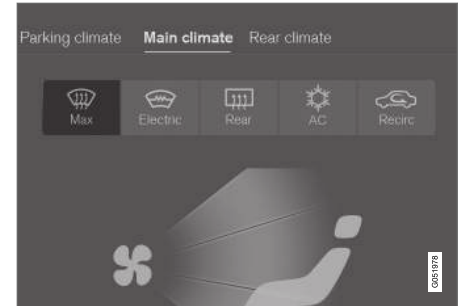 Parking climate Main climate Rear climate
Max Electric Rear AC Recirc
G051978